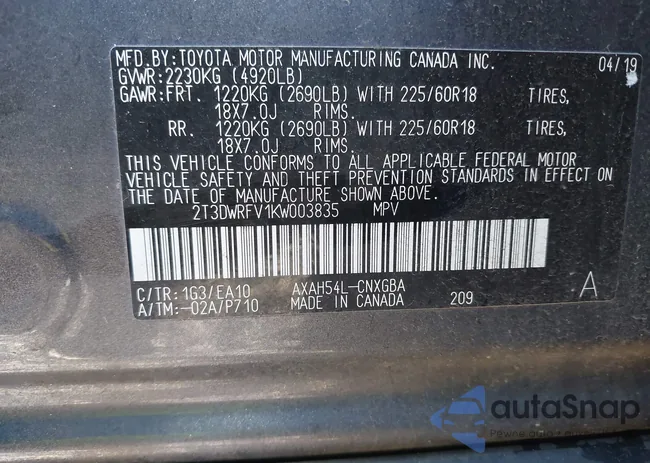 MFD.BY:TOYOTA MOTOR MANUFACTURING CANADA INC. 04/19
GVWR:2230KG (4920LB)
GAWR:FRT. 1220KG (2690LB) WITH 225/60R18 TIRES,
18X7.0J RIMS.
RR. 1220KG (2690LB) WITH 225/60R18 TIRES,
18X7.0J RIMS.
THIS VEHICLE CONFORMS TO ALL APPLICABLE FEDERAL MOTOR
VEHICLE SAFETY AND THEFT PREVENTION STANDARDS IN EFFECT ON
THE DATE OF MANUFACTURE SHOWN ABOVE.
2T3DWRFV1KW003835 MPV
C/TR:1G3/EA10 AXAH54L-CNXGBA
A/TM:-02A/P710 MADE IN CANADA 209 A
autoSnap
Pewne auto